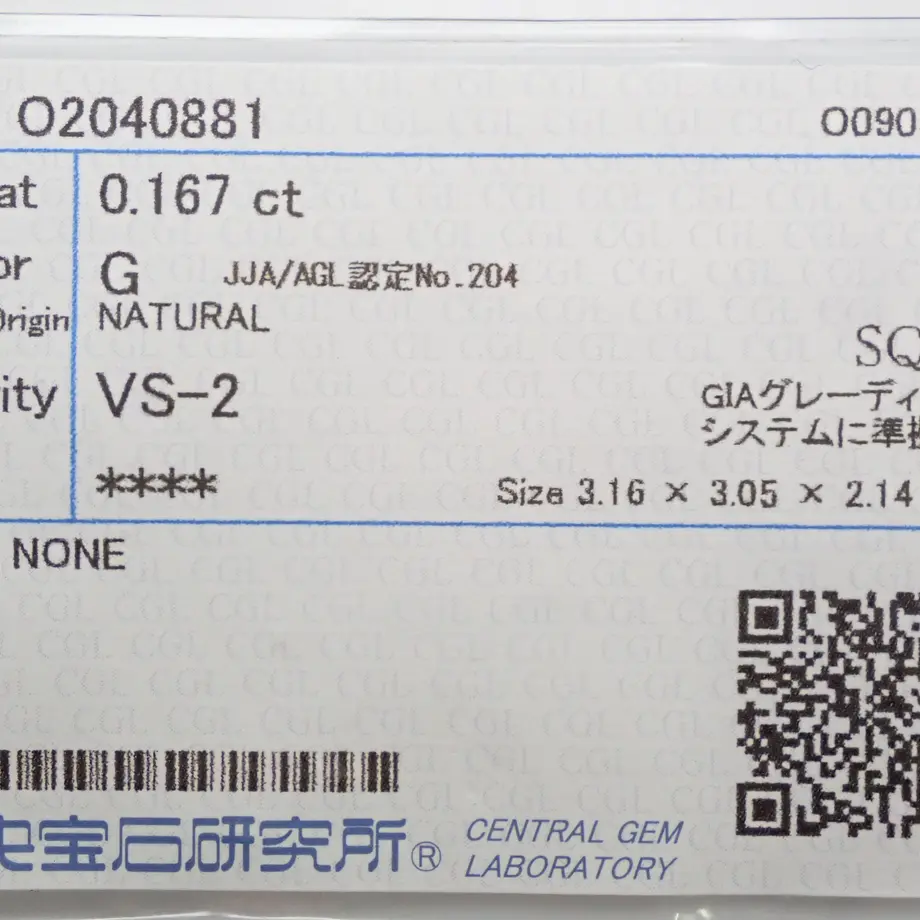 O2040881 O090
at 0.167 ct
or G JJA/AGL認定No.204
Origin NATURAL
SQ
ity VS-2 GIAグレーディ
システムに準拠
**** Size 3.16 × 3.05 × 2.14
NONE
央宝石研究所® CENTRAL GEM
LABORATORY